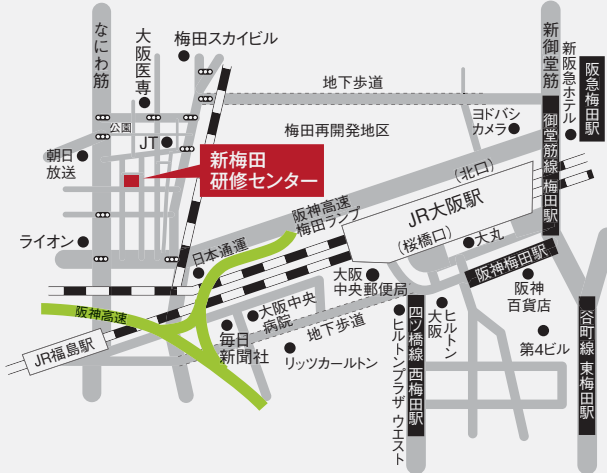 なにわ筋
大阪医専
梅田スカイビル
地下歩道
新御堂筋
新阪急ホテル
阪急梅田駅
公園
JT
梅田再開発地区
ヨドバシ
カメラ
御堂筋線 梅田駅
朝日
放送
新梅田
研修センター
(北口)
JR大阪駅
阪神高速
梅田ランプ
(桜橋口)
大丸
ライオン
日本通運
阪神梅田駅
大阪
中央郵便局
阪神
百貨店
阪神高速
大阪中央
病院
地下歩道
毎日
新聞社
リッツカールトン
JR福島駅
ヒルトンプラザ ウエスト
四ツ橋線 西梅田駅
大阪
ヒルトン
第4ビル
谷町線 東梅田駅